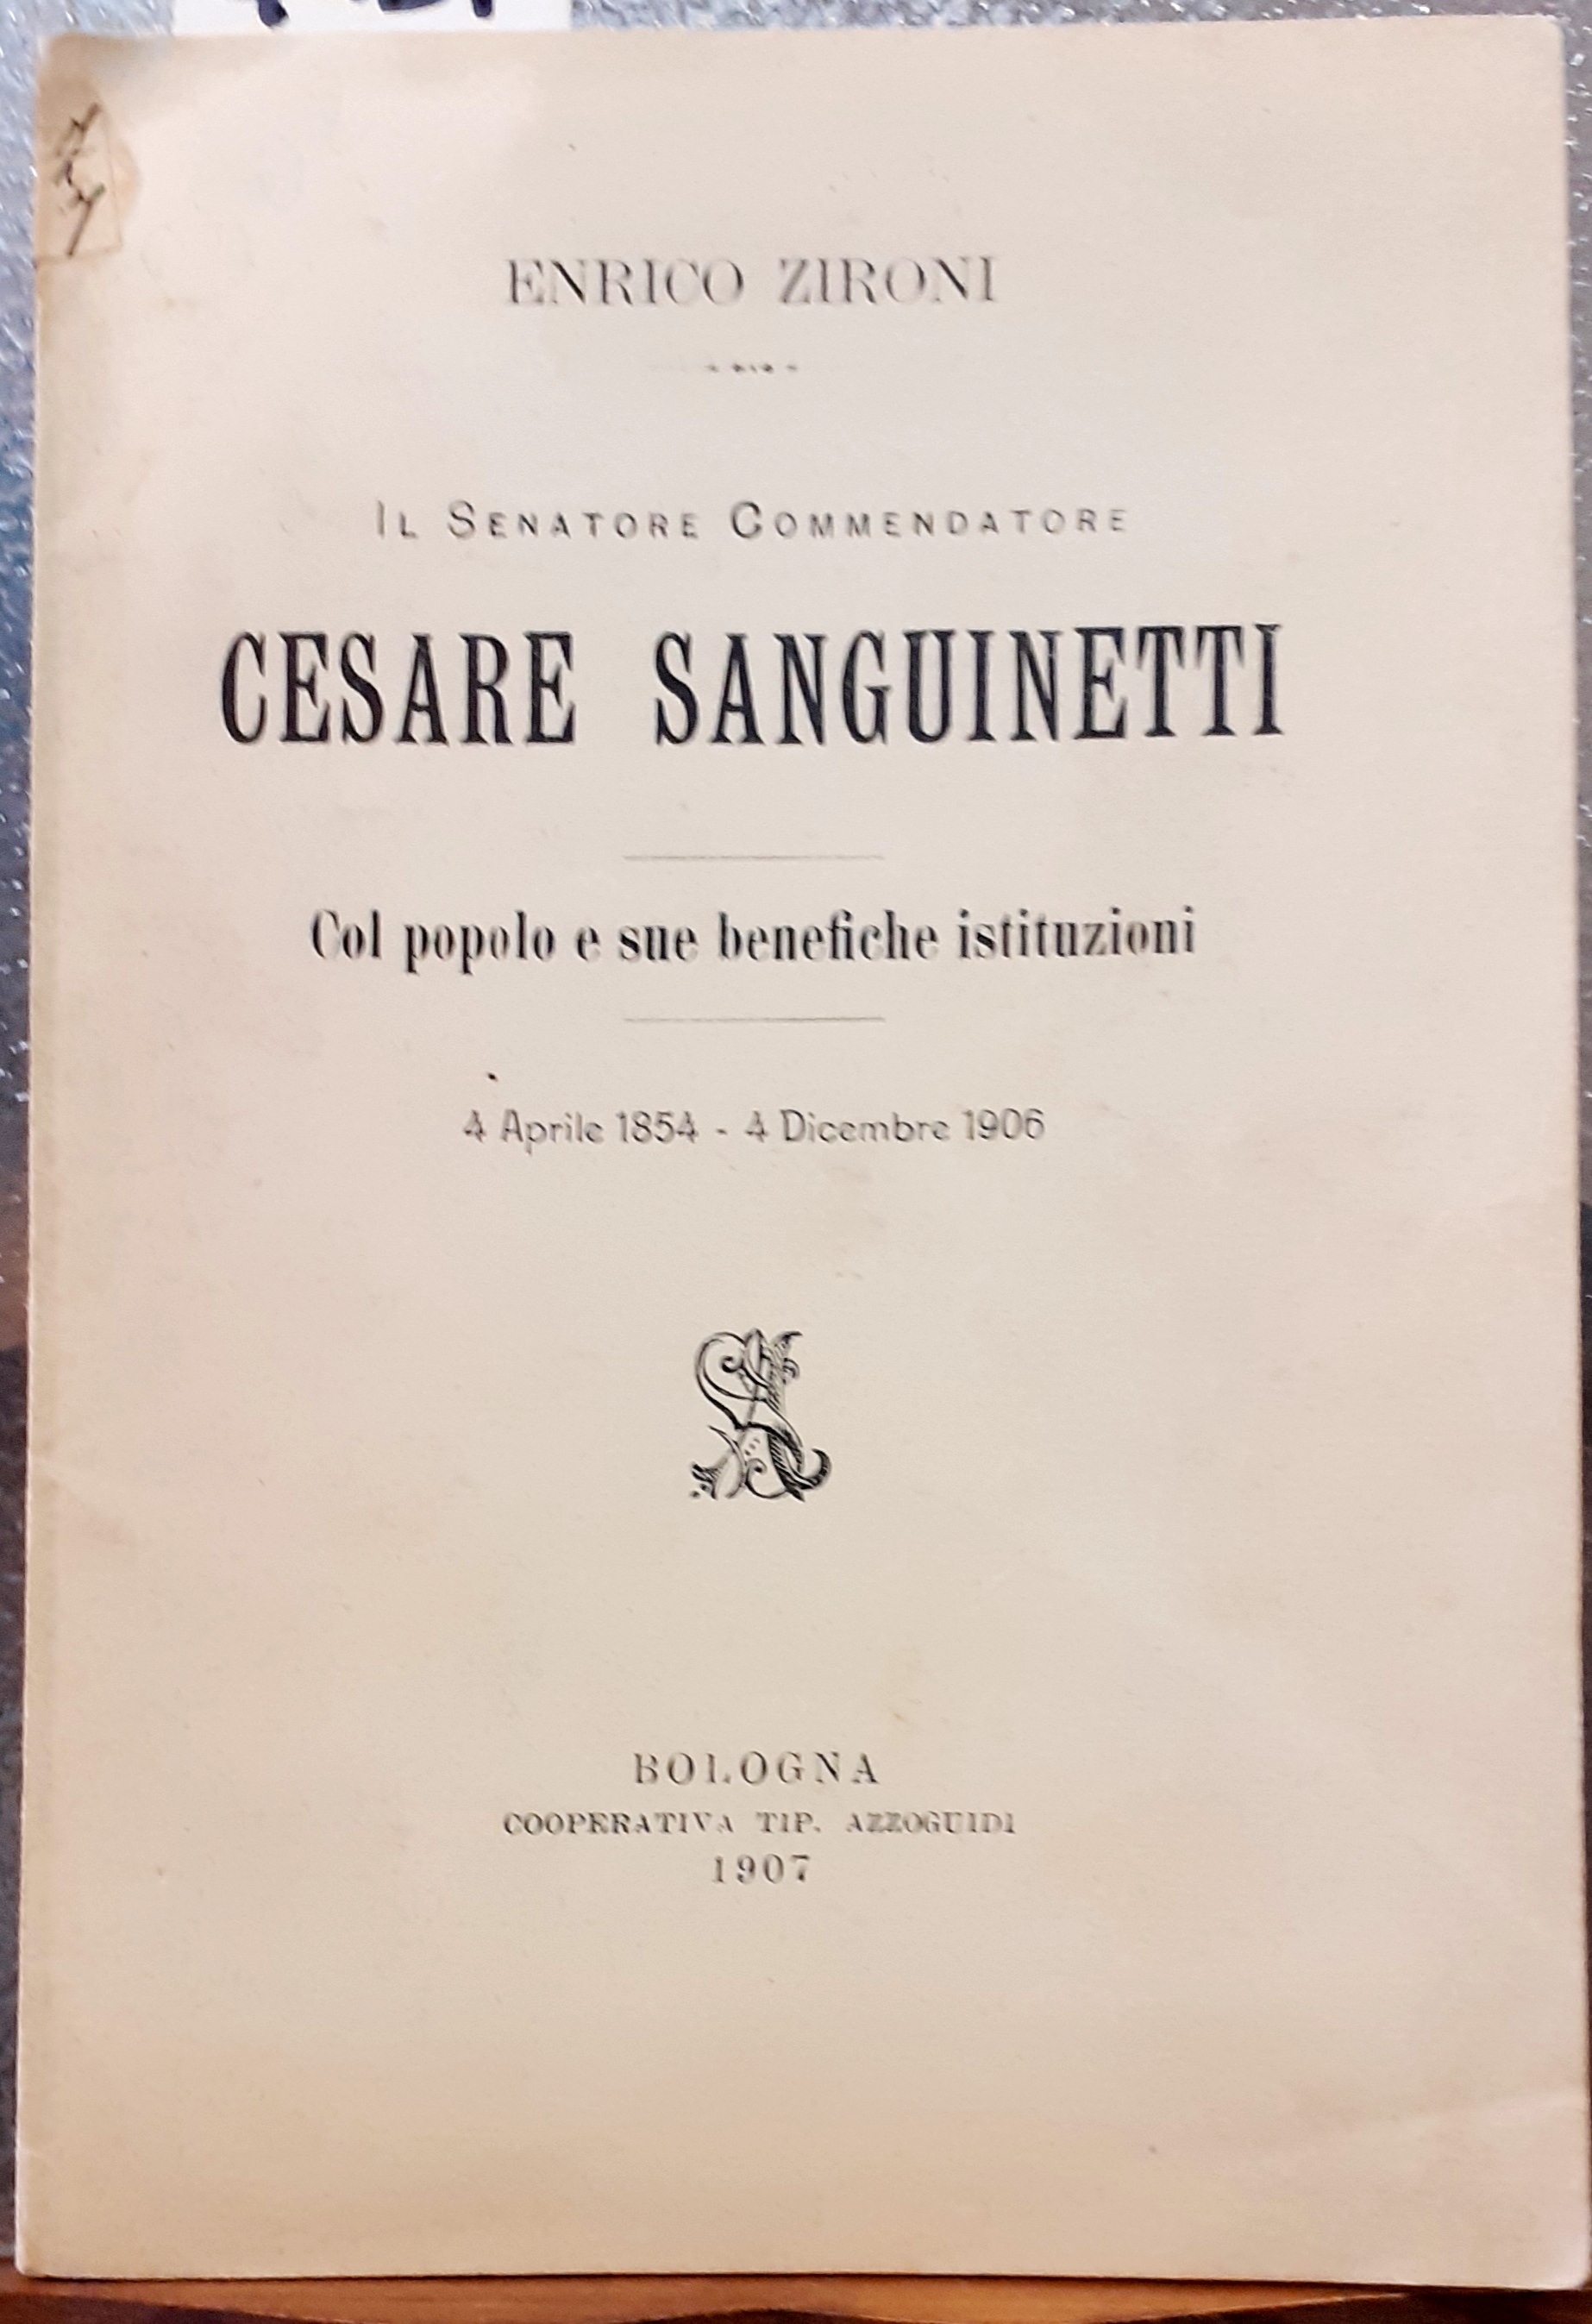 ENRICO ZIRONI
IL SENATORE COMMENDATORE
CESARE SANGUINETTI
Col popolo e sue benefiche istituzioni
4 Aprile 1854 - 4 Dicembre 1906
BOLOGNA
COOPERATIVA TIP. AZZOGUIDI
1907